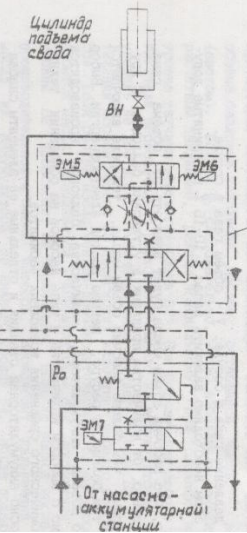 Цилиндр
подъема
свода
ВН
ЭМ5
ЭМ6
Ро
ЭМ7
От насосно-
аккумуляторной
станции